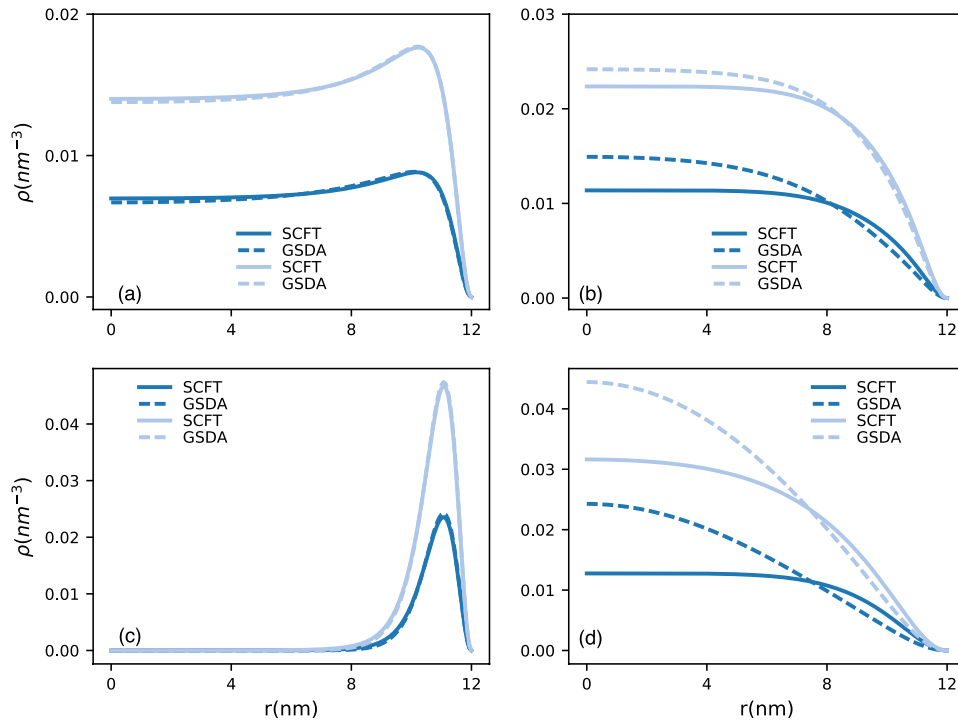 0.02
0.01
0.00
ρ(nm⁻³)
SCFT
GSDA
SCFT
GSDA
(a)
0 4 8 12
0.03
0.02
0.01
0.00
SCFT
GSDA
SCFT
GSDA
(b)
0 4 8 12
0.04
0.03
0.02
0.01
0.00
ρ(nm⁻³)
SCFT
GSDA
SCFT
GSDA
(c)
0 4 8 12
r(nm)
0.04
0.03
0.02
0.01
0.00
SCFT
GSDA
SCFT
GSDA
(d)
0 4 8 12
r(nm)